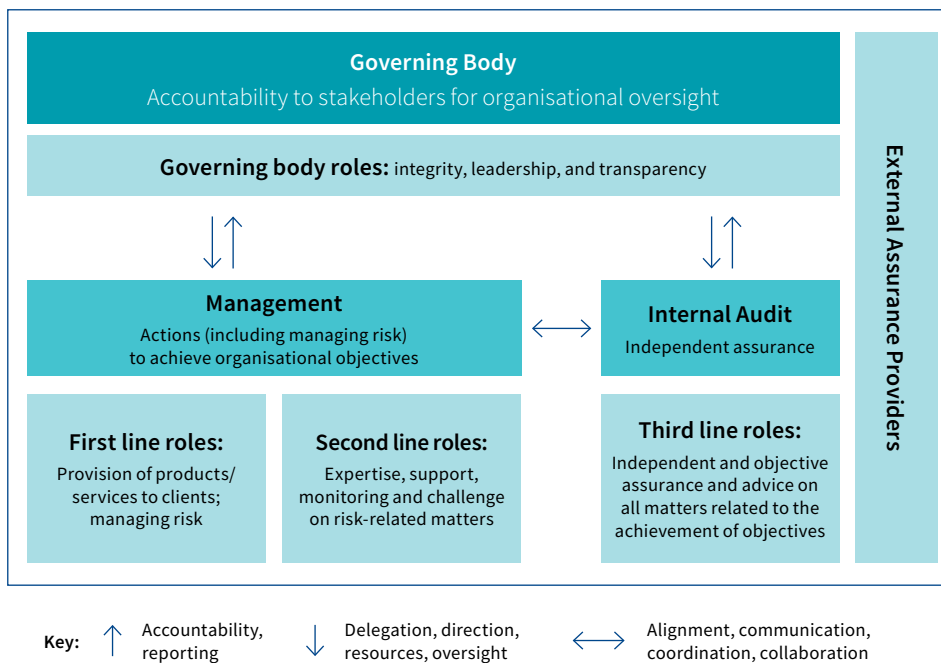 Governing Body
Accountability to stakeholders for organisational oversight
Governing body roles: integrity, leadership, and transparency
Management
Actions (including managing risk)
to achieve organisational objectives
Internal Audit
Independent assurance
First line roles:
Provision of products/
services to clients;
managing risk
Second line roles:
Expertise, support,
monitoring and challenge
on risk-related matters
Third line roles:
Independent and objective
assurance and advice on
all matters related to the
achievement of objectives
External Assurance Providers
Key:
Accountability,
reporting
Delegation, direction,
resources, oversight
Alignment, communication,
coordination, collaboration